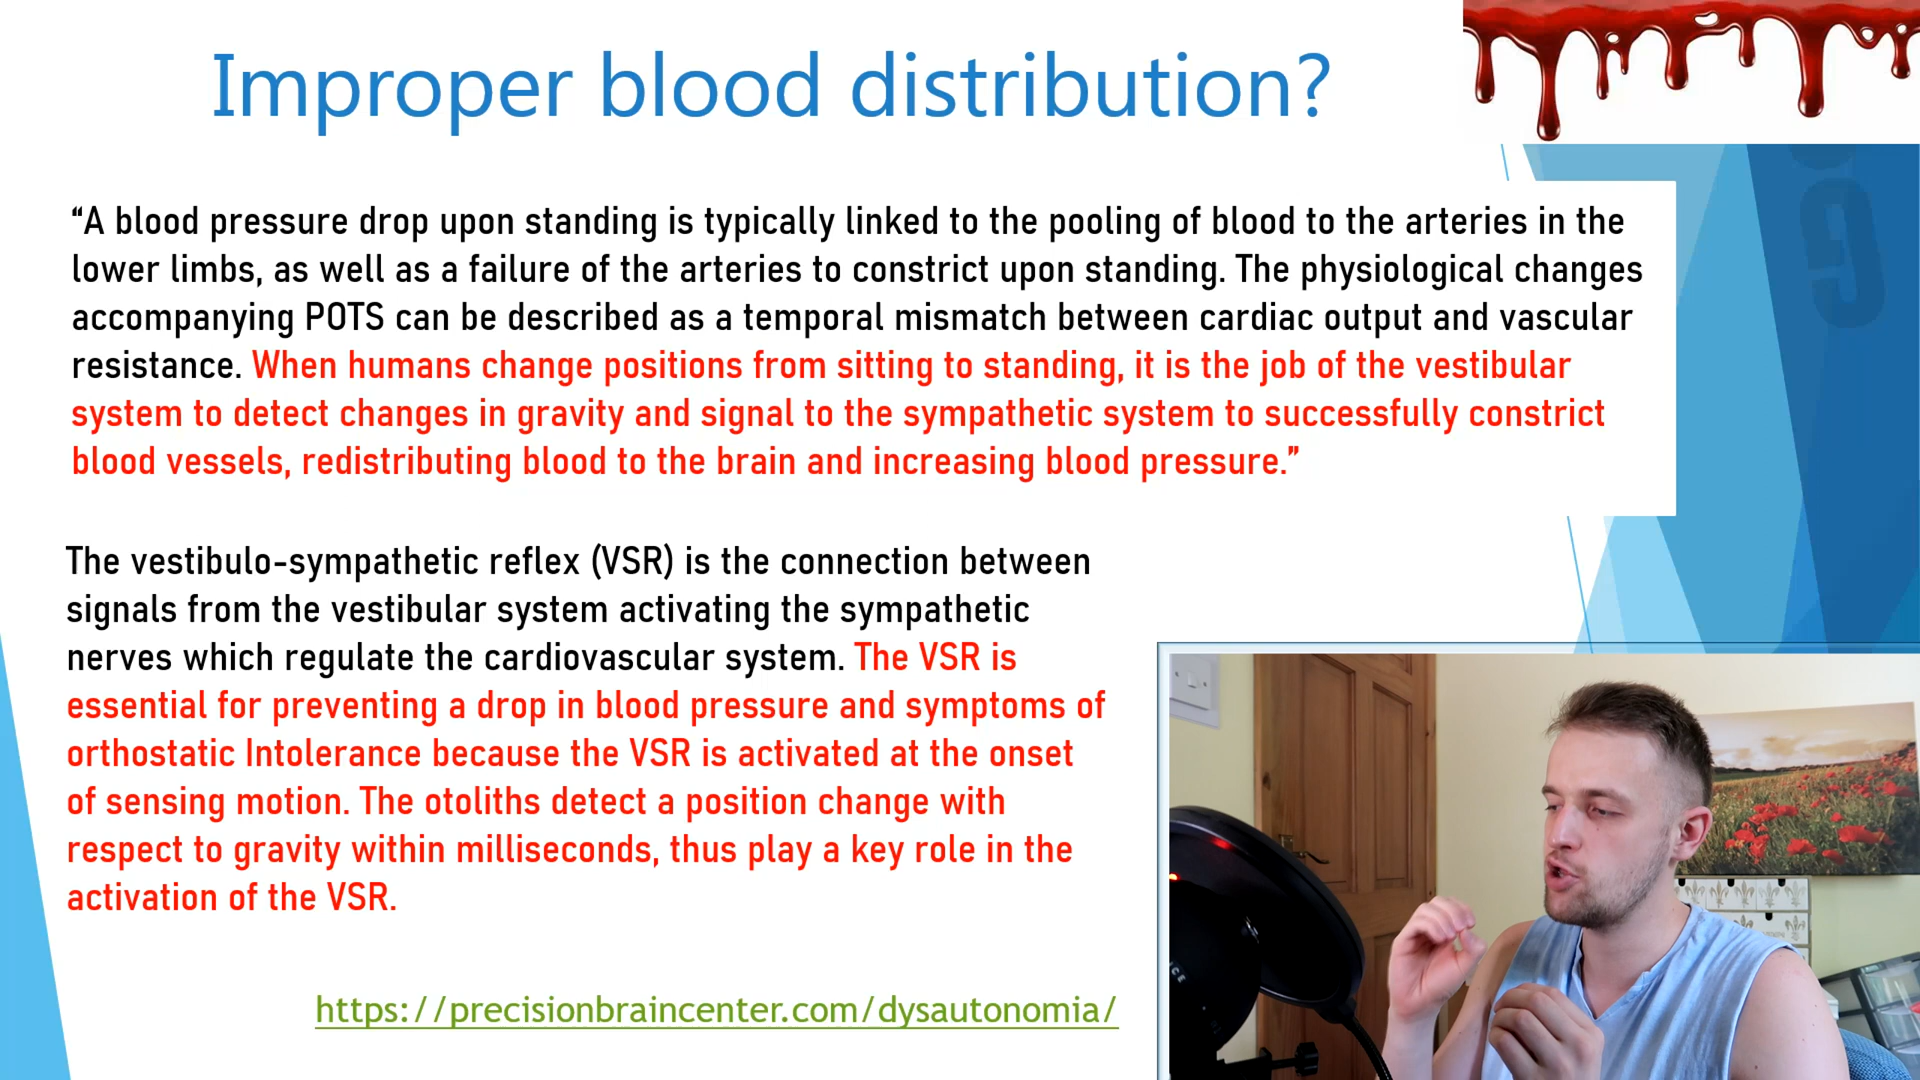 Improper blood distribution?
“A blood pressure drop upon standing is typically linked to the pooling of blood to the arteries in the
lower limbs, as well as a failure of the arteries to constrict upon standing. The physiological changes
accompanying POTS can be described as a temporal mismatch between cardiac output and vascular
resistance. When humans change positions from sitting to standing, it is the job of the vestibular
system to detect changes in gravity and signal to the sympathetic system to successfully constrict
blood vessels, redistributing blood to the brain and increasing blood pressure.”
The vestibulo-sympathetic reflex (VSR) is the connection between
signals from the vestibular system activating the sympathetic
nerves which regulate the cardiovascular system. The VSR is
essential for preventing a drop in blood pressure and symptoms of
orthostatic Intolerance because the VSR is activated at the onset
of sensing motion. The otoliths detect a position change with
respect to gravity within milliseconds, thus play a key role in the
activation of the VSR.
https://precisionbraincenter.com/dysautonomia/